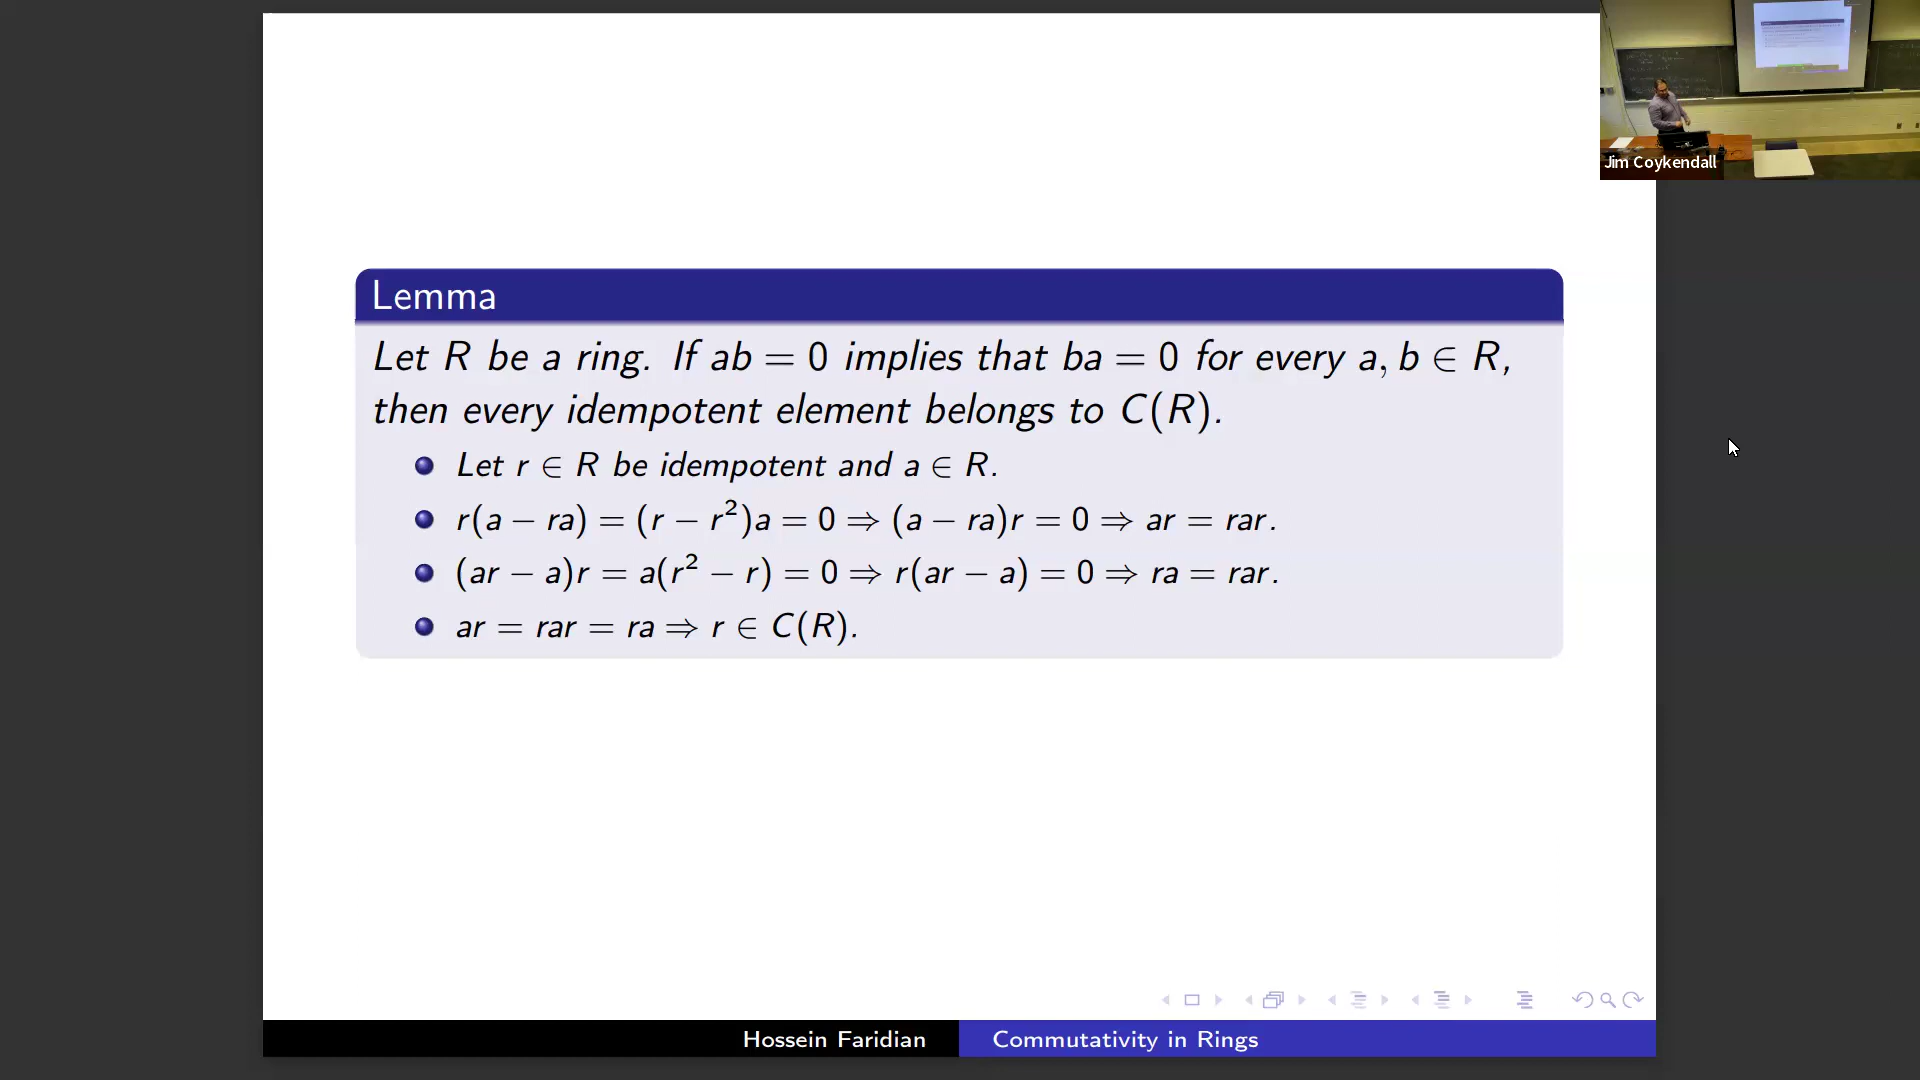 Jim Coykendall
Lemma
Let R be a ring. If ab = 0 implies that ba = 0 for every a, b ∈ R,
then every idempotent element belongs to C(R).
Let r ∈ R be idempotent and a ∈ R.
r(a − ra) = (r − r²)a = 0 ⇒ (a − ra)r = 0 ⇒ ar = rar.
(ar − a)r = a(r² − r) = 0 ⇒ r(ar − a) = 0 ⇒ ra = rar.
ar = rar = ra ⇒ r ∈ C(R).
Hossein Faridian
Commutativity in Rings